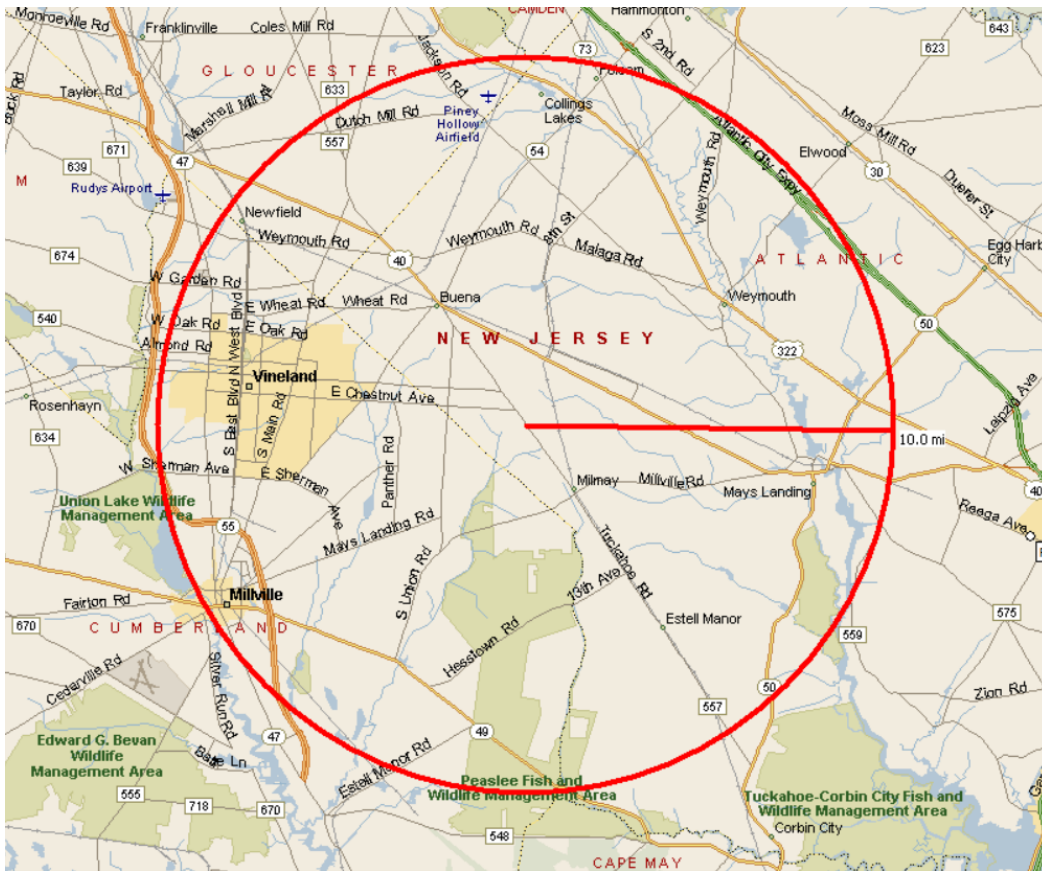 CAMDEN
Monroeville Rd
Franklinville
Coles Mill Rd
Hammonton
643
S 2nd Rd
623
73
Jackson Rd
Folsom
GLOUCESTER
633
Taylor Rd
Marshall Mill Rd
Dutch Mill Rd
Piney
Hollow
Airfield
Collings
Lakes
Atlantic City Expy
Weymouth Rd
Moss Mill Rd
Elwood
30
Duerer St
671
557
54
639
47
M
Rudys Airport
Newfield
Weymouth Rd
Weymouth Rd
8th St
Malaga Rd
Egg Harb
City
674
40
ATLANTIC
W Garden Rd
E Wheat Rd
Wheat Rd
Buena
Weymouth
540
W Oak Rd
E Oak Rd
50
NEW JERSEY
Almond Rd
N West Blvd
322
Vineland
E Chestnut Ave
Rosenhayn
S East Blvd
S Main Rd
Leipzig Ave
634
Panther Rd
10.0 mi
W Sherman Ave
E Sherman
Ave
Milmay
Millville Rd
Mays Landing
40
Union Lake Wildlife
Management Area
55
Mays Landing Rd
Reega Ave
S Union Rd
Tuckahoe Rd
13th Ave
Fairton Rd
Millville
575
670
CUMBERLAND
Estell Manor
559
Hesstown Rd
Cedarville Rd
Silver Run Rd
50
Zion Rd
557
47
49
Edward G. Bevan
Wildlife
Management Area
Estell Manor Rd
Peaslee Fish and
Wildlife Management Area
555
718
670
Tuckahoe-Corbin City Fish and
Wildlife Management Area
548
Corbin City
CAPE MAY